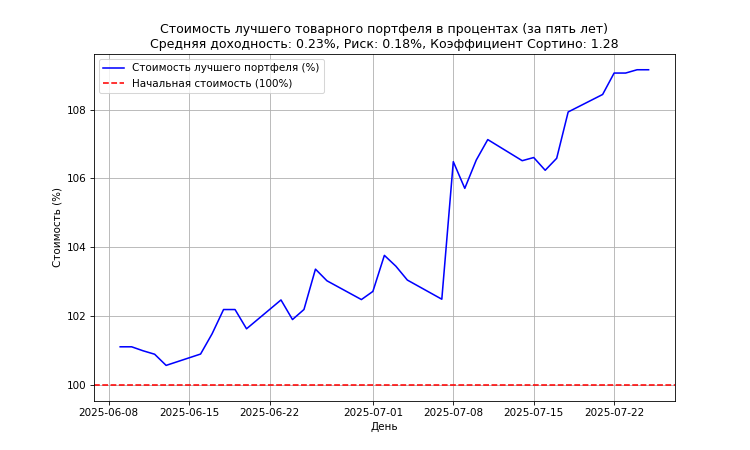 Стоимость лучшего товарного портфеля в процентах (за пять лет)
Средняя доходность: 0.23%, Риск: 0.18%, Коэффициент Сортино: 1.28
Стоимость лучшего портфеля (%)
Начальная стоимость (100%)
Стоимость (%)
108
106
104
102
100
2025-06-08
2025-06-15
2025-06-22
2025-07-01
2025-07-08
2025-07-15
2025-07-22
День